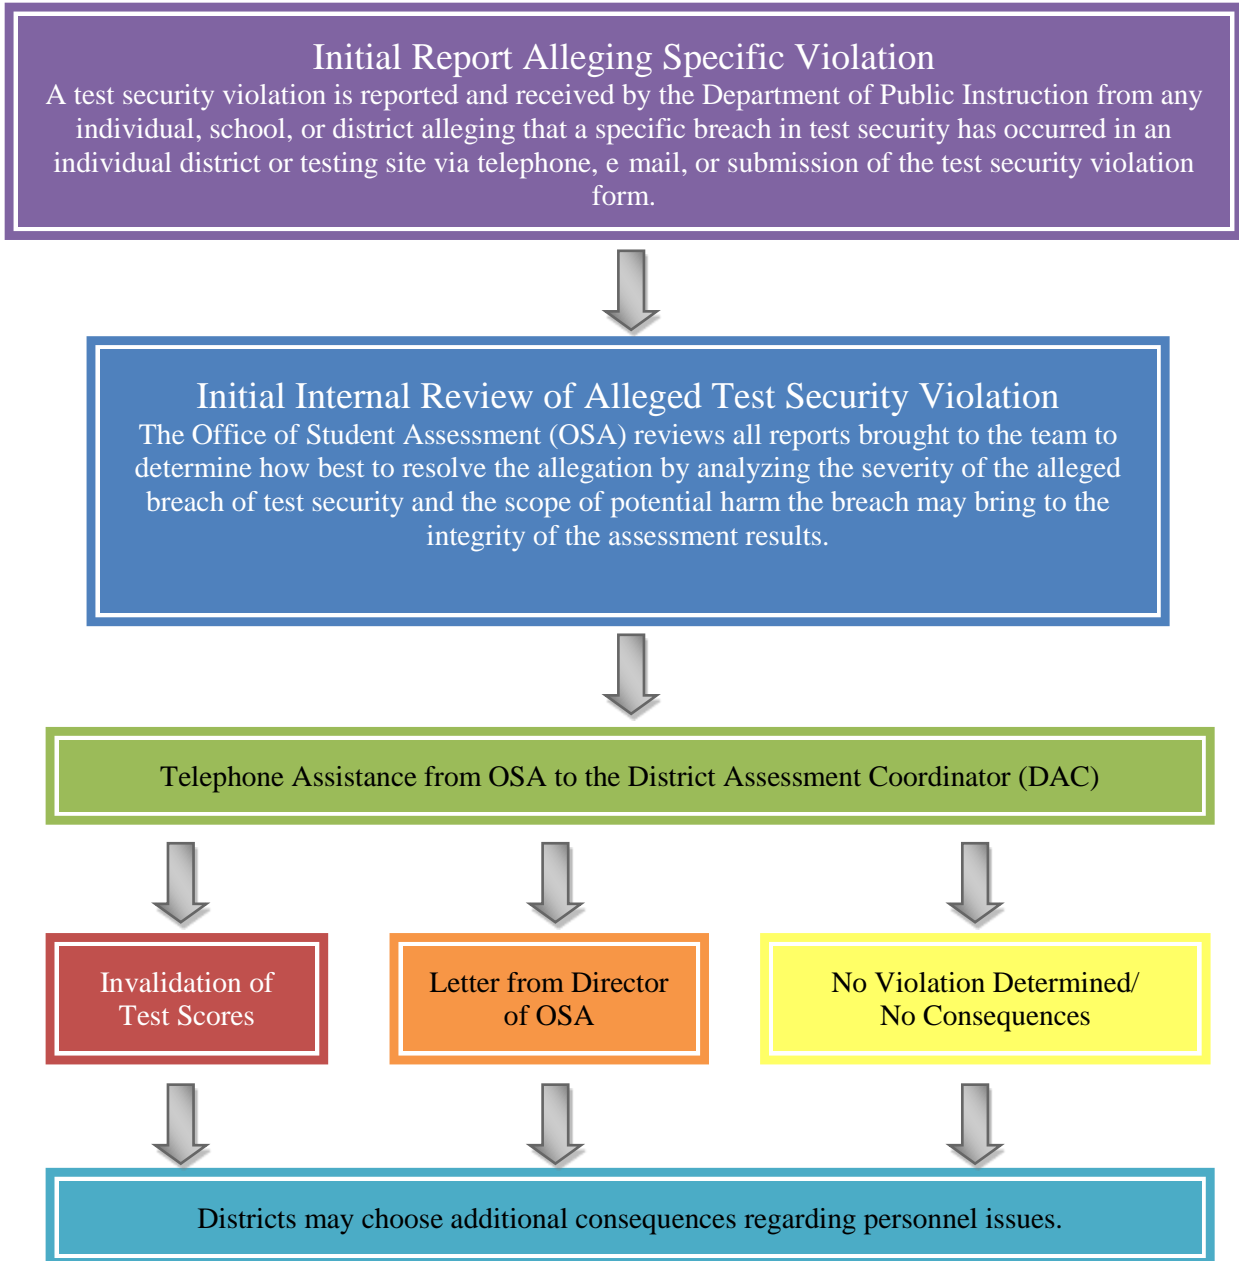 Initial Report Alleging Specific Violation
A test security violation is reported and received by the Department of Public Instruction from any
individual, school, or district alleging that a specific breach in test security has occurred in an
individual district or testing site via telephone, e mail, or submission of the test security violation
form.
Initial Internal Review of Alleged Test Security Violation
The Office of Student Assessment (OSA) reviews all reports brought to the team to
determine how best to resolve the allegation by analyzing the severity of the alleged
breach of test security and the scope of potential harm the breach may bring to the
integrity of the assessment results.
Telephone Assistance from OSA to the District Assessment Coordinator (DAC)
Invalidation of
Test Scores
Letter from Director
of OSA
No Violation Determined/
No Consequences
Districts may choose additional consequences regarding personnel issues.